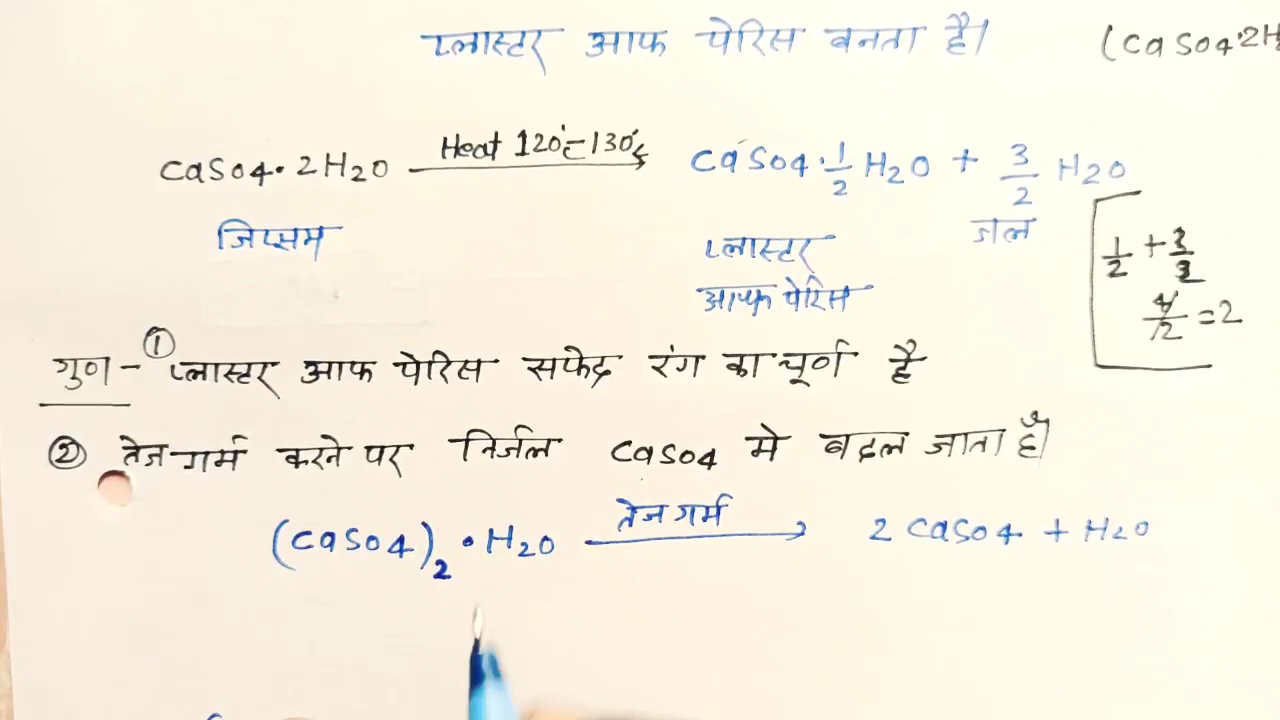 प्लास्टर आफ पेरिस बनता है। (CaSO4.2H
CaSO4.2H2O Heat 120°C-130°C CaSO4.1/2 H2O + 3/2 H2O
जिप्सम प्लास्टर आफ पेरिस जल
1/2 + 3/2
4/2 = 2
गुण - ① प्लास्टर आफ पेरिस सफेद रंग का चूर्ण है
② तेज गर्म करने पर निर्जल CaSO4 मे बदल जाता है।
(CaSO4)2 . H2O तेज गर्म 2 CaSO4 + H2O